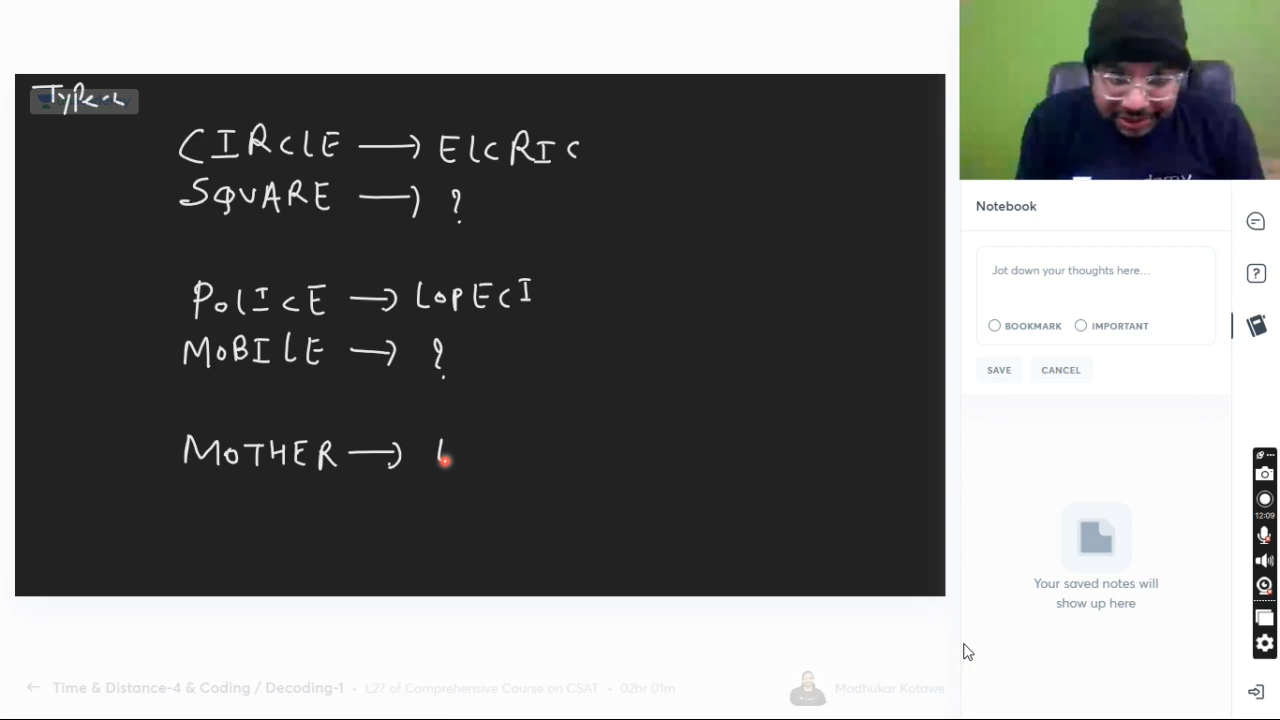 Type-1
CIRCLE → ELCRIC
SQUARE → ?
POLICE → LOPECI
MOBILE → ?
MOTHER →
Notebook
Jot down your thoughts here...
BOOKMARK IMPORTANT
SAVE CANCEL
12:09
Your saved notes will
show up here
← Time & Distance-4 & Coding / Decoding-1 • L27 of Comprehensive Course on CSAT • 02hr 01m
Madhukar Kotawe